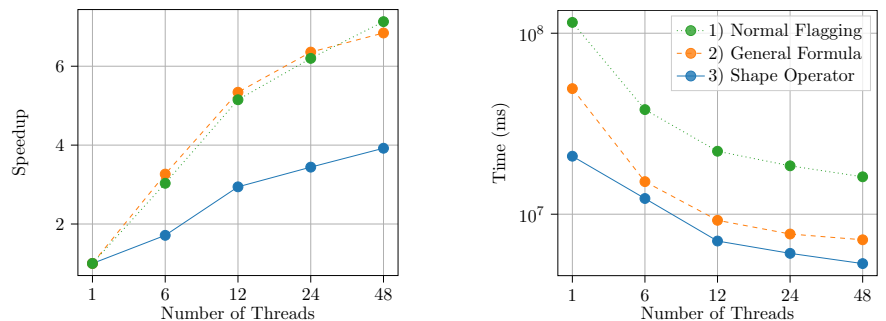 Speedup
6
4
2
1 6 12 24 48
Number of Threads
Time (ms)
10^8
10^7
1) Normal Flagging
2) General Formula
3) Shape Operator
1 6 12 24 48
Number of Threads